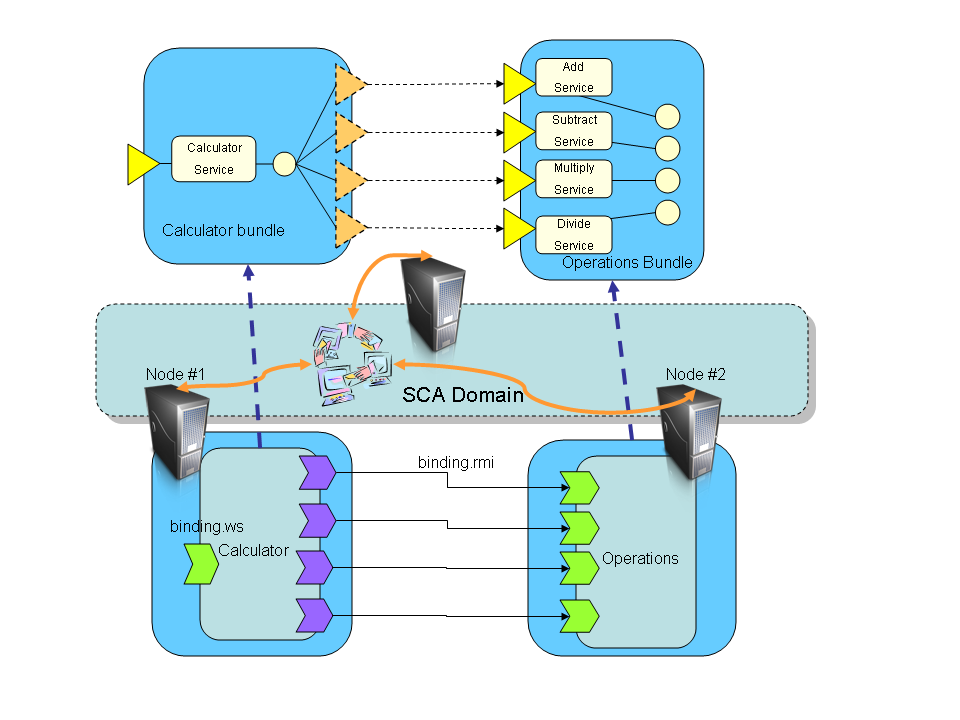 Add
Service
Subtract
Service
Calculator
Service
Multiply
Service
Divide
Service
Calculator bundle
Operations Bundle
Node #1
Node #2
SCA Domain
binding.rmi
binding.ws
Calculator
Operations